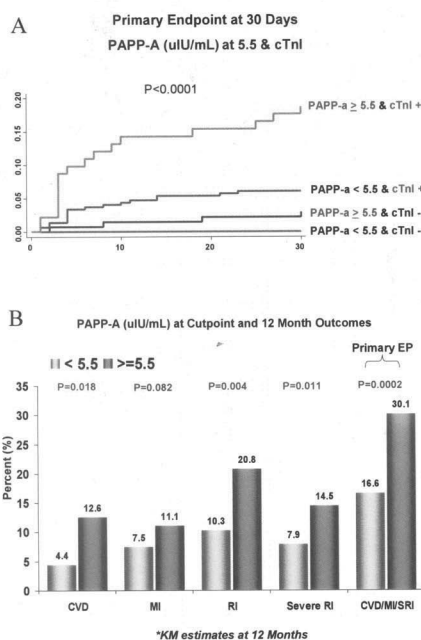 A
Primary Endpoint at 30 Days
PAPP-A (uIU/mL) at 5.5 & cTnI
P<0.0001
0.20
0.15
0.10
0.05
0.00
PAPP-a ≥ 5.5 & cTnI +
PAPP-a < 5.5 & cTnI +
PAPP-a ≥ 5.5 & cTnI -
PAPP-a < 5.5 & cTnI -
0 10 20 30
B
PAPP-A (uIU/mL) at Cutpoint and 12 Month Outcomes
Primary EP
< 5.5 >=5.5
P=0.018 P=0.082 P=0.004 P=0.011 P=0.0002
Percent (%)
35
30
25
20
15
10
5
0
4.4 12.6 7.5 11.1 10.3 20.8 7.9 14.5 16.6 30.1
CVD MI RI Severe RI CVD/MI/SRI
*KM estimates at 12 Months